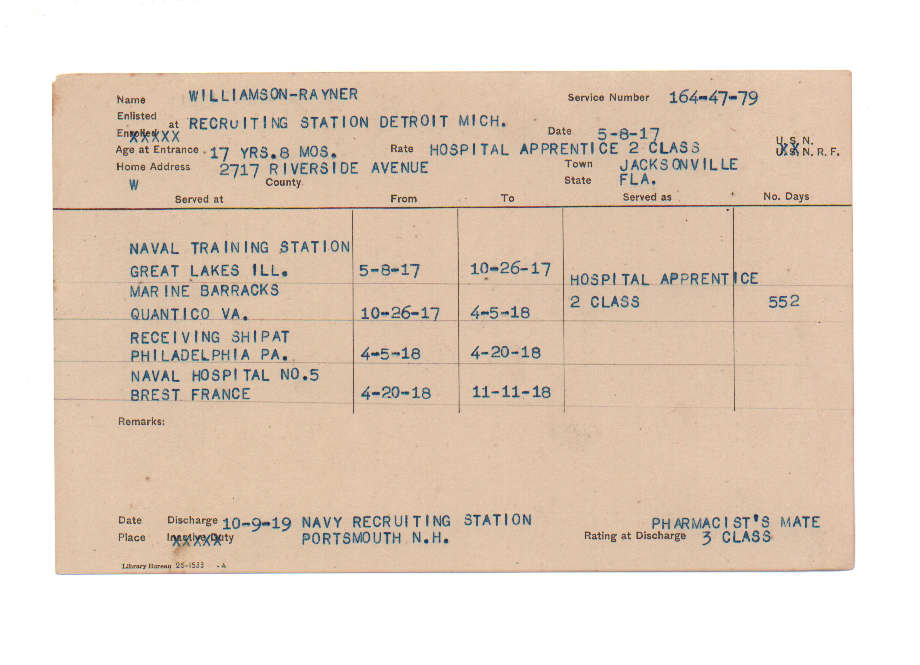 Name WILLIAMSON-RAYNER Service Number 164-47-79
Enlisted
Enrolled XXXXX at RECRUITING STATION DETROIT MICH. Date 5-8-17
Age at Entrance 17 YRS.8 MOS. Rate HOSPITAL APPRENTICE 2 CLASS U.S.N.
U.S.N.R.F. XX
Home Address 2717 RIVERSIDE AVENUE Town JACKSONVILLE
W County State FLA.
Served at From To Served as No. Days
NAVAL TRAINING STATION
GREAT LAKES ILL. 5-8-17 10-26-17 HOSPITAL APPRENTICE
MARINE BARRACKS 2 CLASS 552
QUANTICO VA. 10-26-17 4-5-18
RECEIVING SHIPAT
PHILADELPHIA PA. 4-5-18 4-20-18
NAVAL HOSPITAL NO.5
BREST FRANCE 4-20-18 11-11-18
Remarks:
Date Discharge 10-9-19 NAVY RECRUITING STATION PHARMACIST'S MATE
Place Inactive Duty XXXXX PORTSMOUTH N.H. Rating at Discharge 3 CLASS
Library Bureau 25-1533 -A